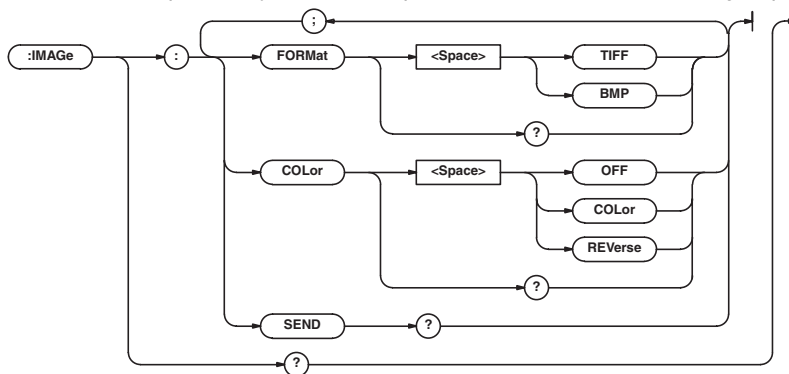 ;
:IMAGe : FORMat <Space> TIFF
BMP
?
COLor <Space> OFF
COLor
REVerse
?
SEND ?
?